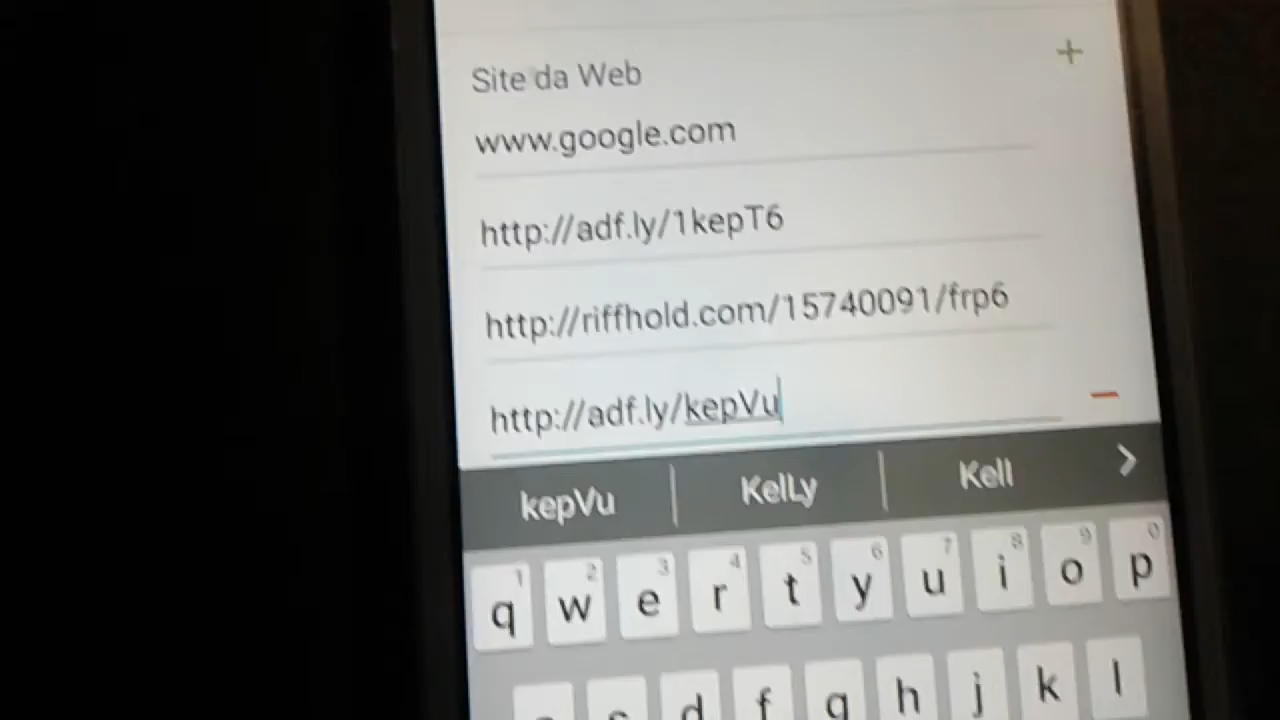 Site da Web +
www.google.com
http://adf.ly/1kepT6
http://riffhold.com/15740091/frp6
http://adf.ly/kepVu
kepVu KelLy Kell >
1 2 3 4 5 6 7 8 9 0
q w e r t y u i o p
d f g h j k l